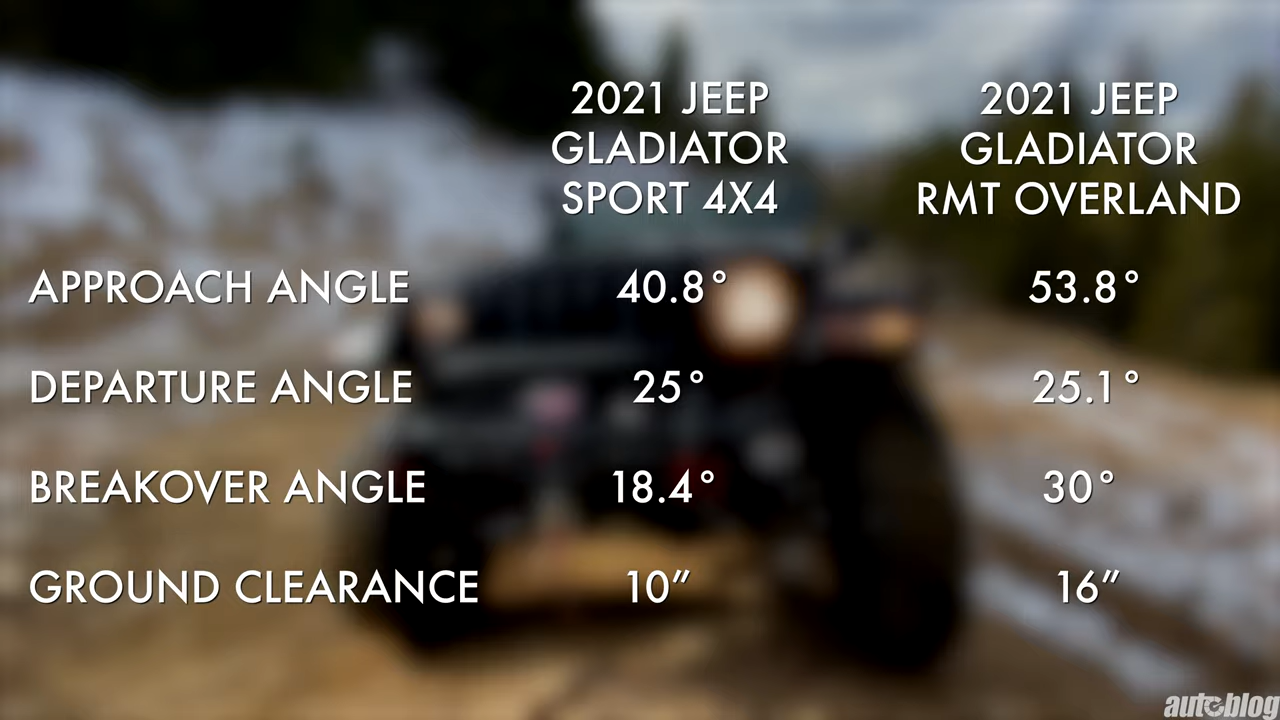 2021 JEEP
GLADIATOR
SPORT 4X4
2021 JEEP
GLADIATOR
RMT OVERLAND
APPROACH ANGLE 40.8° 53.8°
DEPARTURE ANGLE 25° 25.1°
BREAKOVER ANGLE 18.4° 30°
GROUND CLEARANCE 10” 16”
autoblog